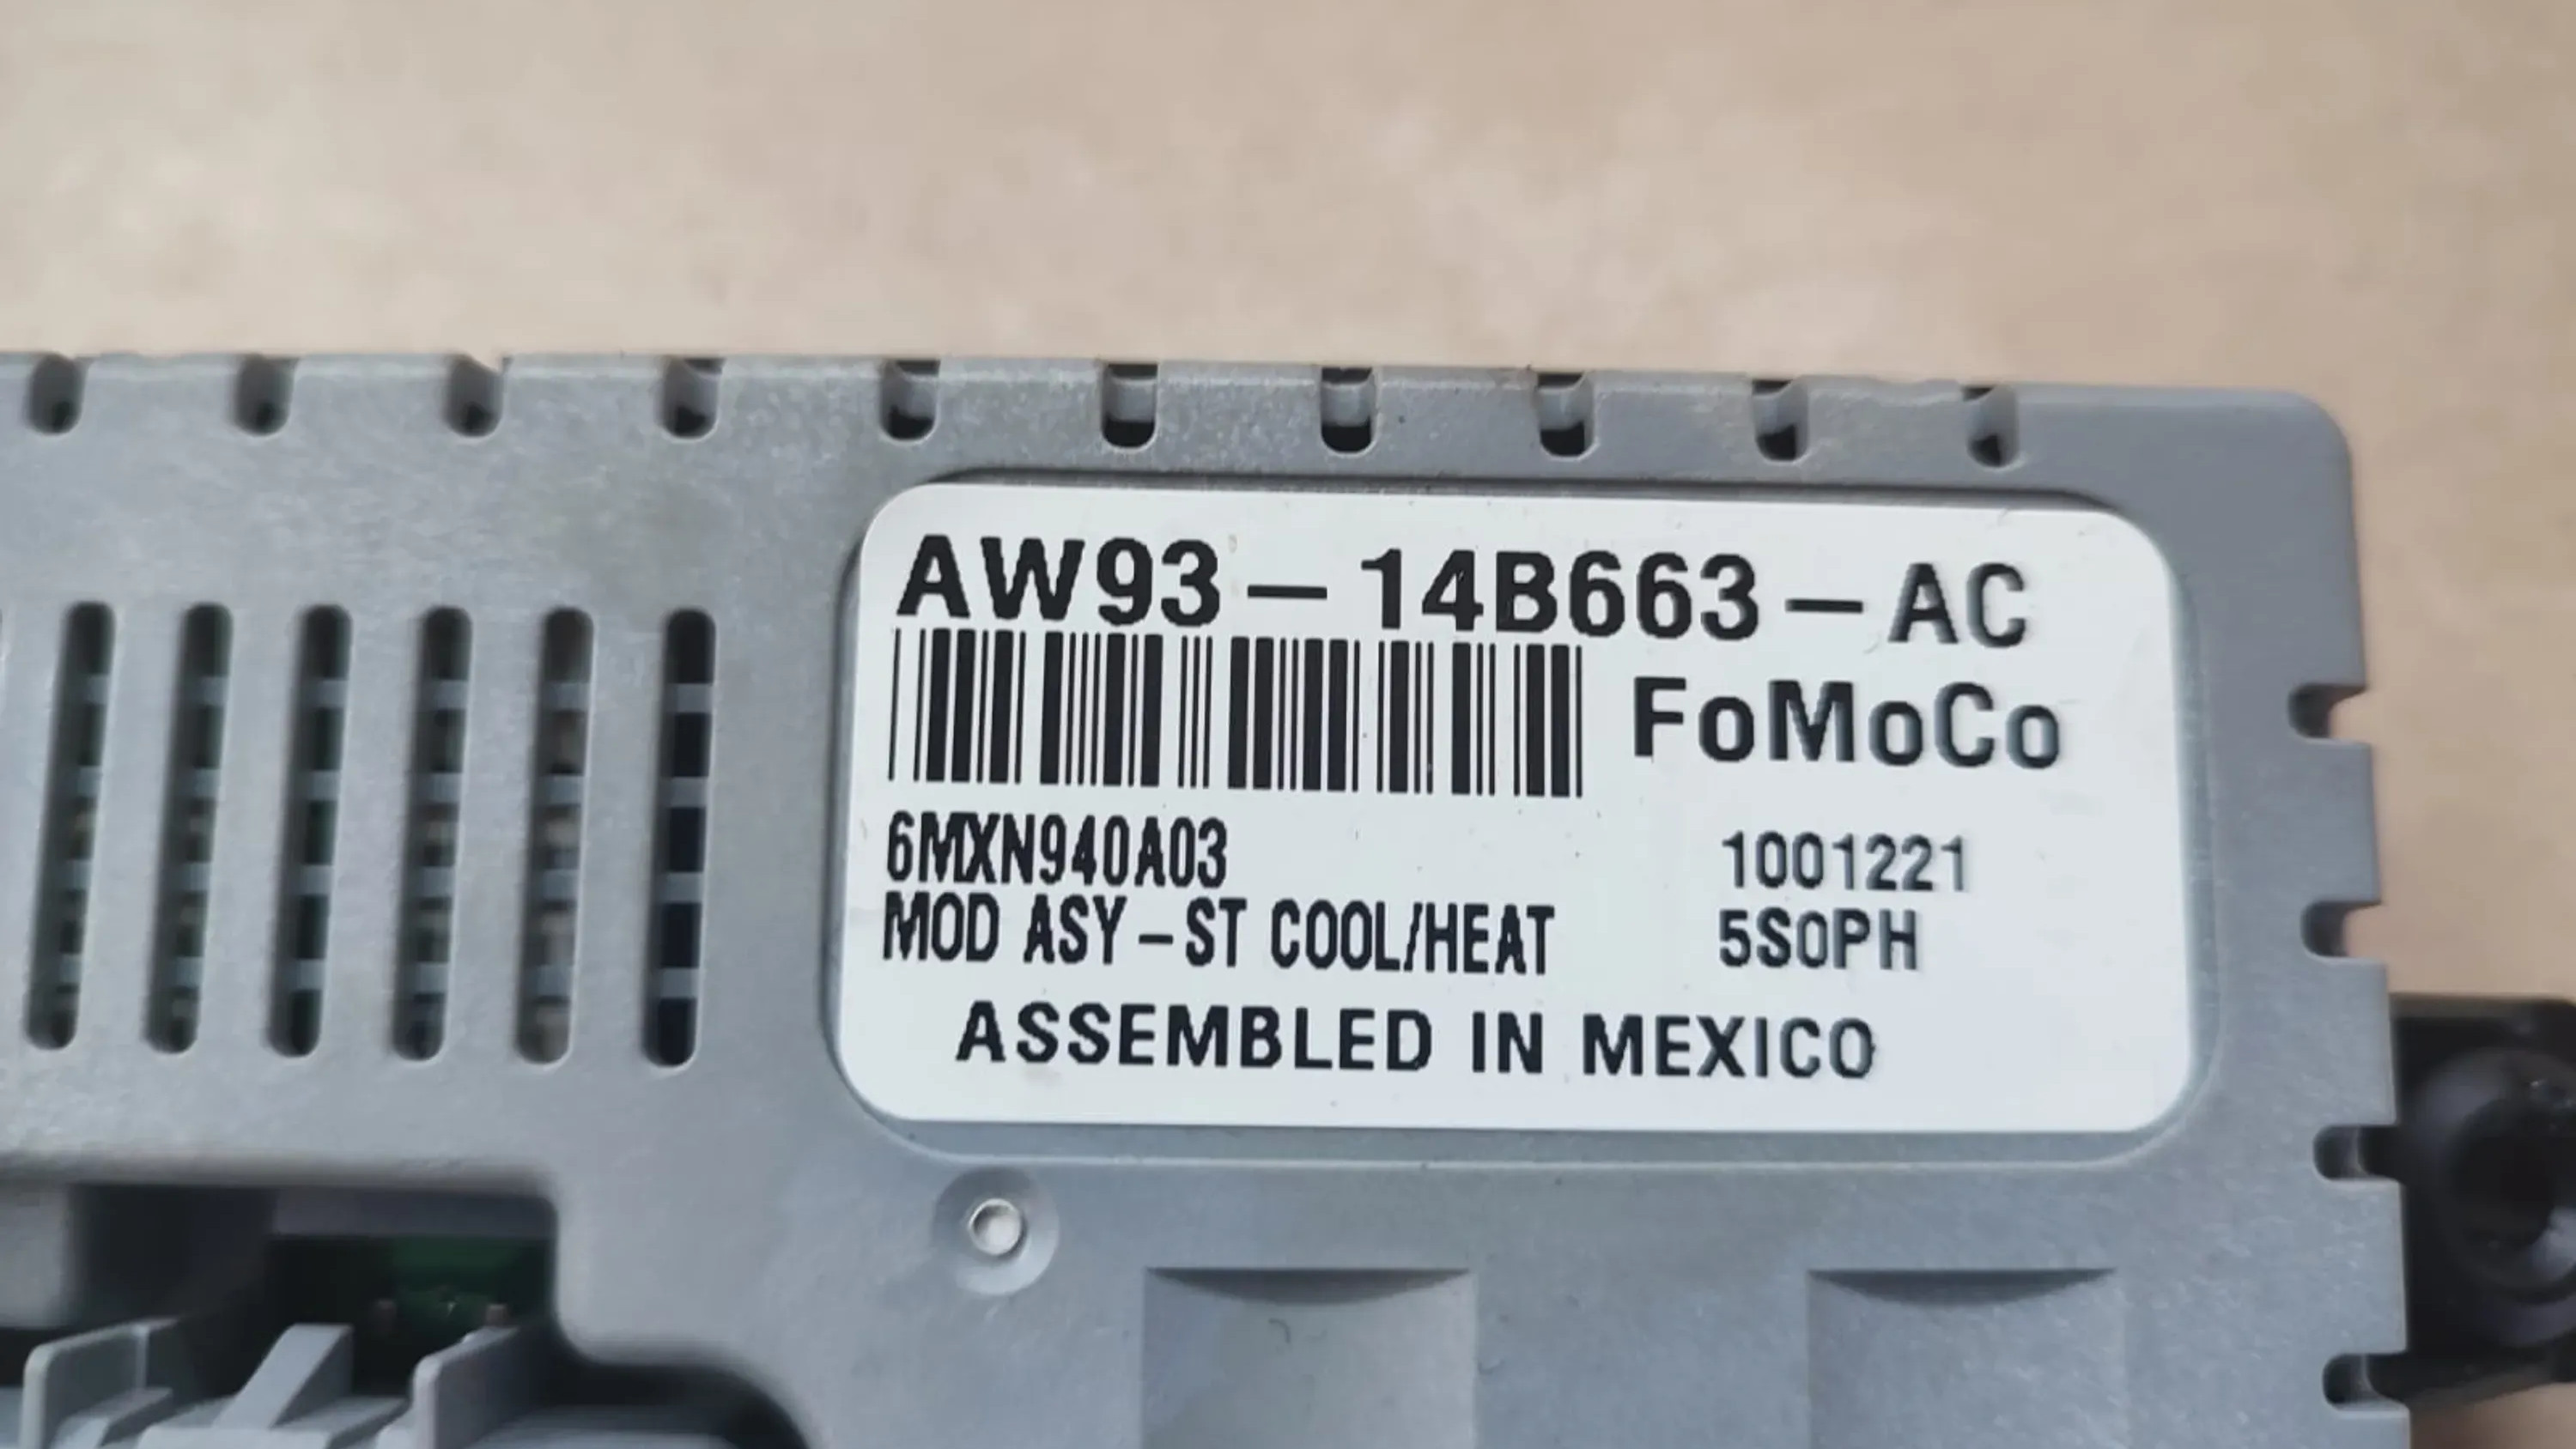 AW93-14B663-AC
FoMoCo
6MXN940A03 1001221
MOD ASY-ST COOL/HEAT 5S0PH
ASSEMBLED IN MEXICO